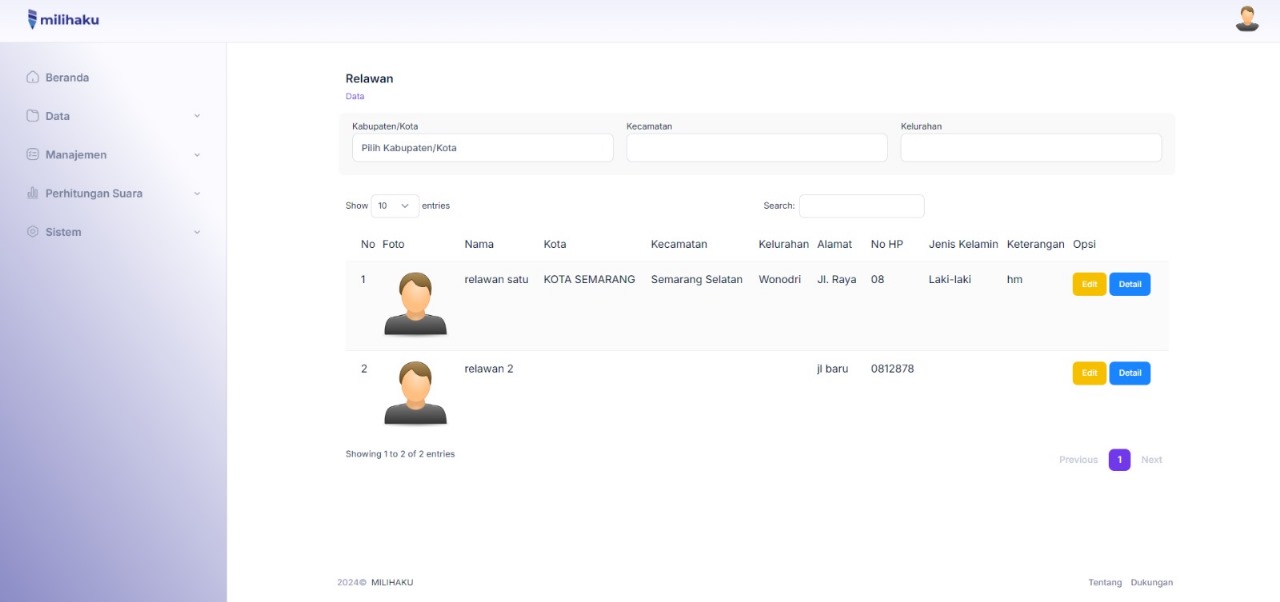 milihaku
Beranda
Data
Manajemen
Perhitungan Suara
Sistem
Relawan
Data
Kabupaten/Kota Kecamatan Kelurahan
Pilih Kabupaten/Kota
Show 10 entries Search:
No Foto Nama Kota Kecamatan Kelurahan Alamat No HP Jenis Kelamin Keterangan Opsi
1 relawan satu KOTA SEMARANG Semarang Selatan Wonodri Jl. Raya 08 Laki-laki hm Edit Detail
2 relawan 2 jl baru 0812878 Edit Detail
Showing 1 to 2 of 2 entries
Previous 1 Next
2024© MILIHAKU Tentang Dukungan